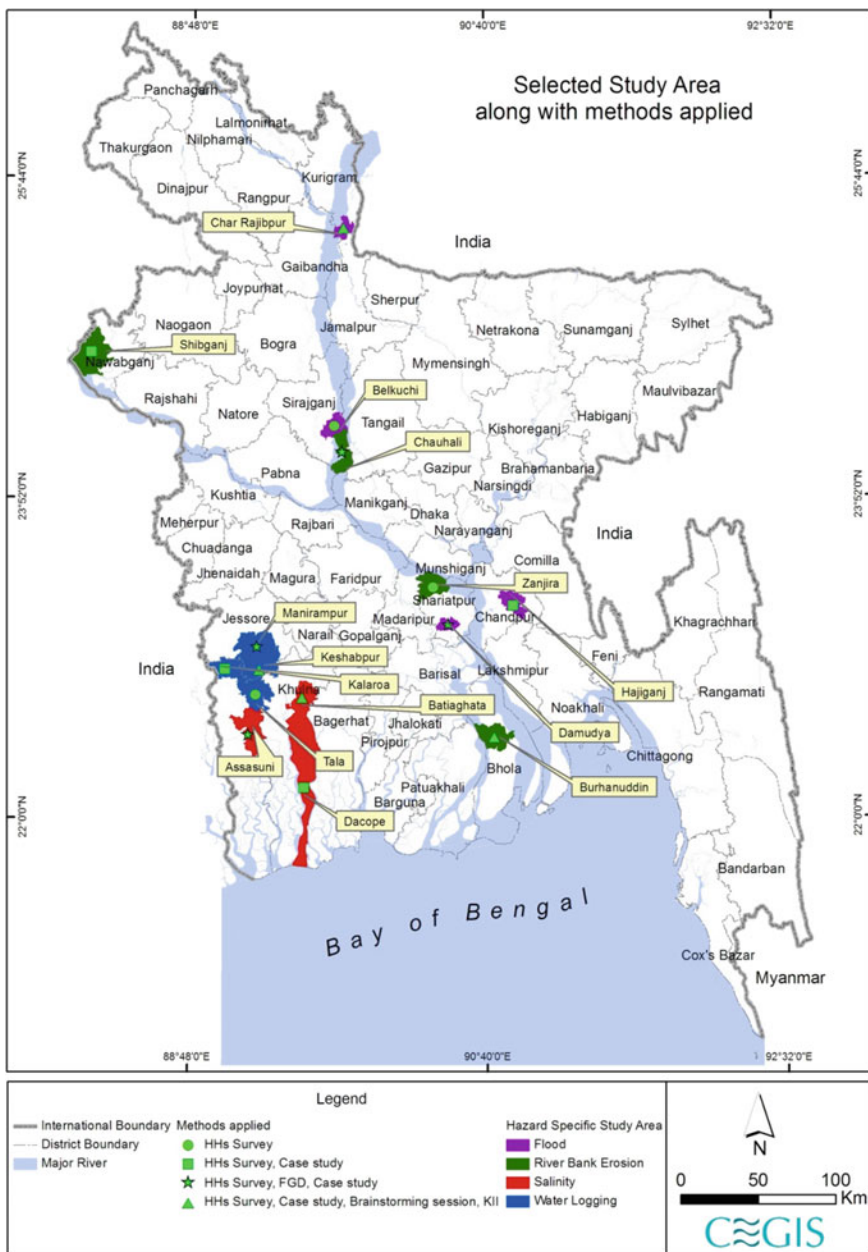 88°48'0"E 90°40'0"E 92°32'0"E
Selected Study Area
along with methods applied
Panchagarh
Lalmonirhat
Nilphamari
Thakurgaon
Kurigram
25°44'0"N 25°44'0"N
Dinajpur
Rangpur
Char Rajibpur
India
Gaibandha
Joypurhat
Sherpur
Naogaon
Jamalpur
Netrakona
Sunamganj
Sylhet
Shibganj
Bogra
Nawabganj
Mymensingh
Belkuchi
Maulvibazar
Rajshahi
Sirajganj
Natore
Tangail
Kishoreganj
Habiganj
Chauhali
Gazipur
Brahamanbaria
Pabna
Narsingdi
23°52'0"N 23°52'0"N
Kushtia
Manikganj
Dhaka
Meherpur
Rajbari
Narayanganj
India
Chuadanga
Comilla
Jhenaidah
Magura
Faridpur
Munshiganj
Zanjira
Shariatpur
Khagrachhari
Jessore
Manirampur
Madaripur
Chandpur
Narail
Gopalganj
Feni
India
Keshabpur
Barisal
Lakshmipur
Kalaroa
Khulna
Batiaghata
Hajiganj
Rangamati
Bagerhat
Jhalokati
Noakhali
Damudya
Pirojpur
Chittagong
Assasuni
Tala
Bhola
Burhanuddin
Patuakhali
Barguna
22°0'0"N 22°0'0"N
Dacope
Bandarban
Bay of Bengal
Cox's Bazar
Myanmar
88°48'0"E 90°40'0"E 92°32'0"E
Legend
International Boundary
District Boundary
Major River
Methods applied
HHs Survey
HHs Survey, Case study
HHs Survey, FGD, Case study
HHs Survey, Case study, Brainstorming session, KII
Hazard Specific Study Area
Flood
River Bank Erosion
Salinity
Water Logging
N
0 50 100
Km
CEGIS